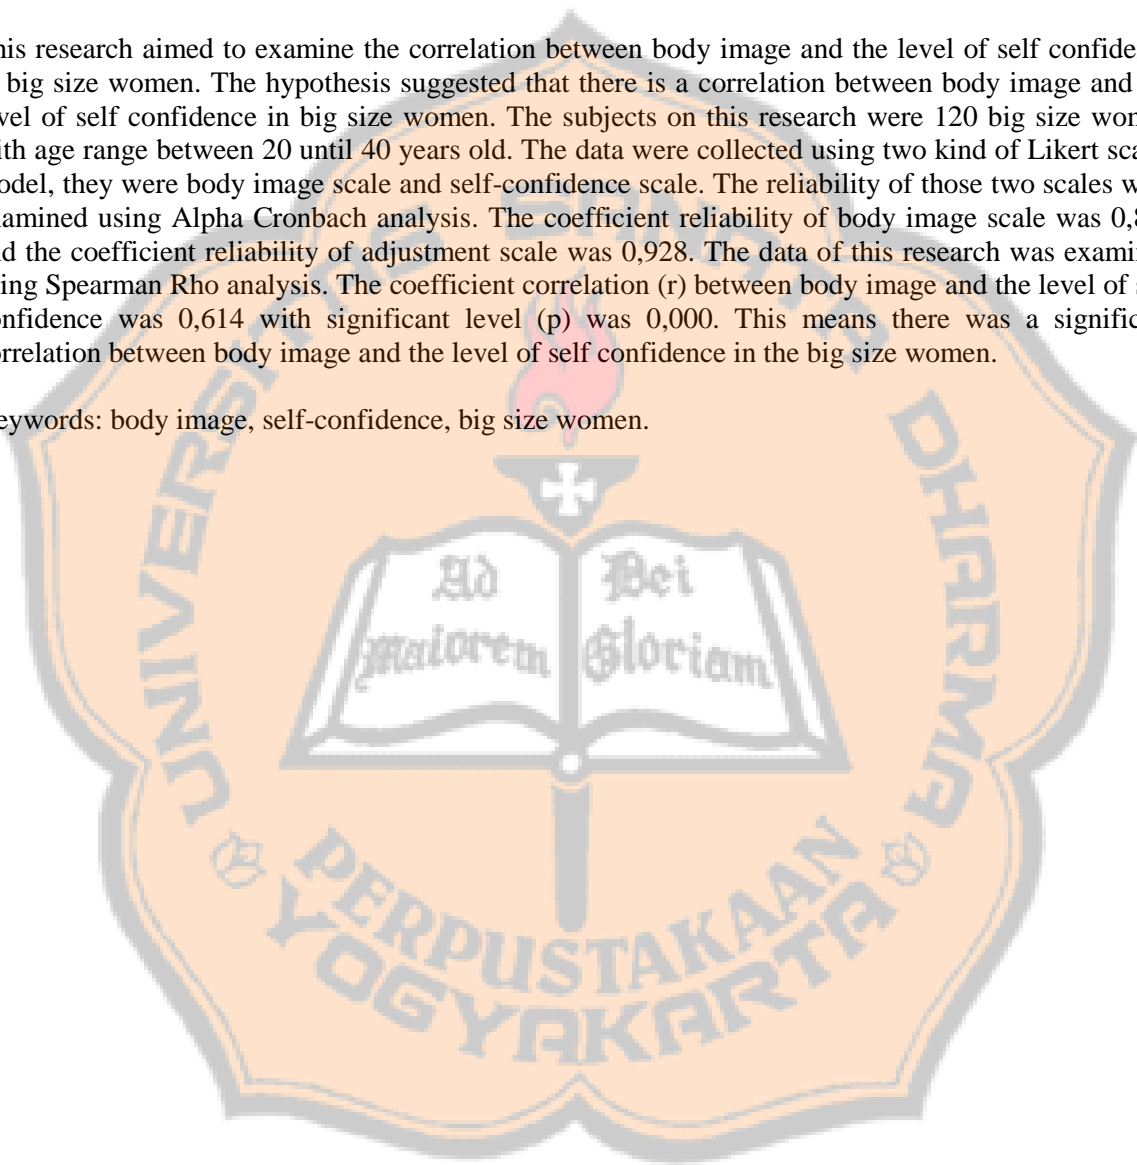 his research aimed to examine the correlation between body image and the level of self confide
big size women. The hypothesis suggested that there is a correlation between body image and
vel of self confidence in big size women. The subjects on this research were 120 big size wom
ith age range between 20 until 40 years old. The data were collected using two kind of Likert sca
odel, they were body image scale and self-confidence scale. The reliability of those two scales w
amined using Alpha Cronbach analysis. The coefficient reliability of body image scale was 0,8
nd the coefficient reliability of adjustment scale was 0,928. The data of this research was examin
ing Spearman Rho analysis. The coefficient correlation (r) between body image and the level of s
onfidence was 0,614 with significant level (p) was 0,000. This means there was a signific
orrelation between body image and the level of self confidence in the big size women.
eywords: body image, self-confidence, big size women.
UNIVERSITAS SANATA DHARMA
Ad Dei
maiorem Gloriam
PERPUSTAKAAN
YOGYAKARTA